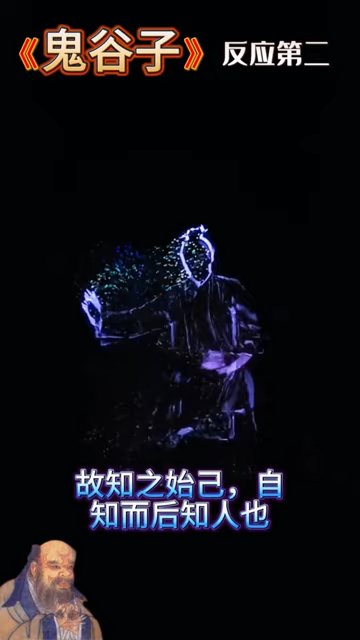 《鬼谷子》 反应第二
故知之始己，自
知而后知人也